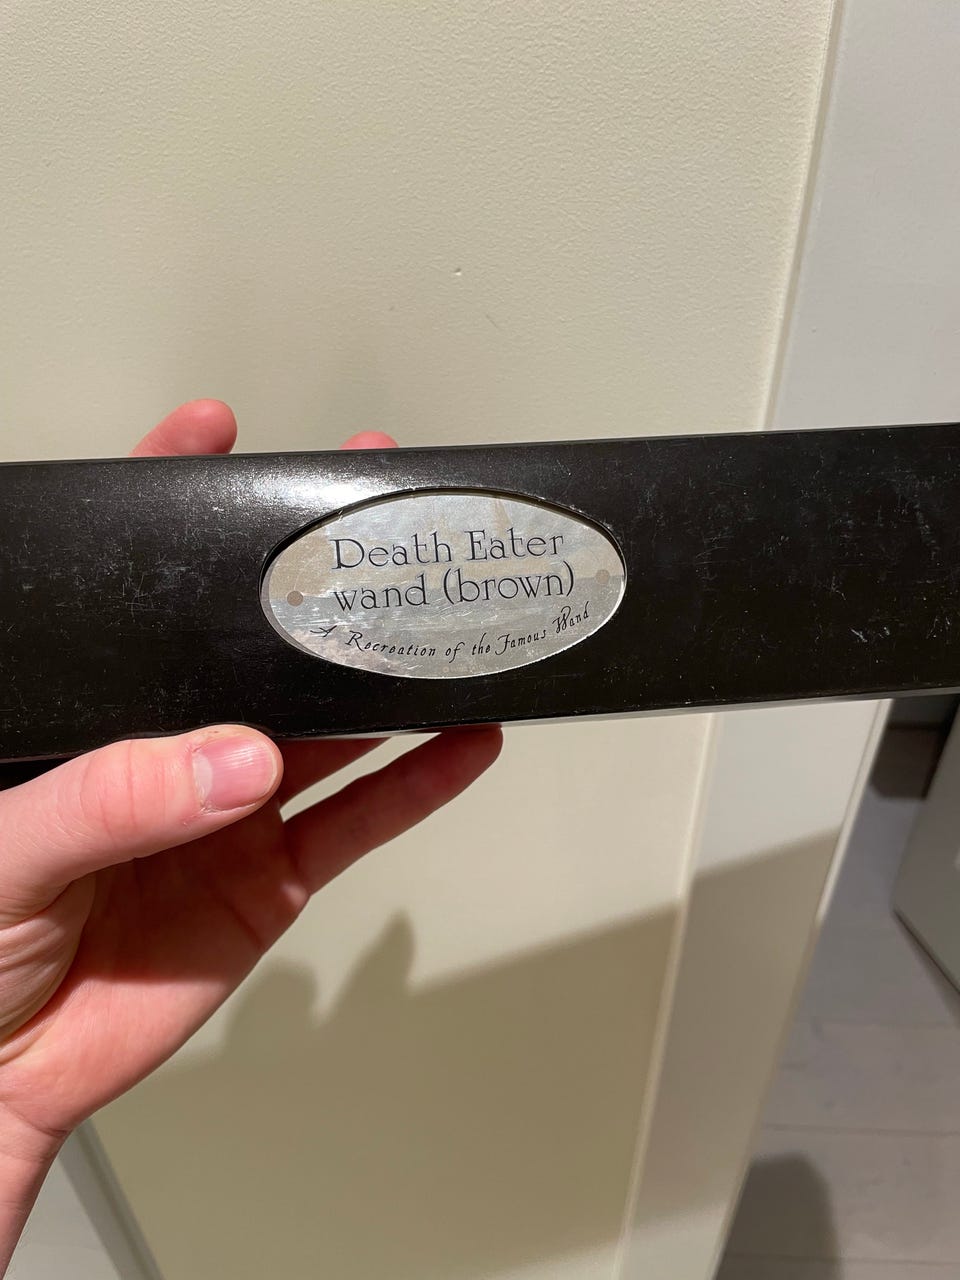 Death Eater
wand (brown)
A Recreation of the Famous Wand